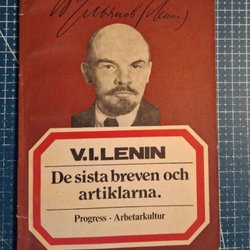 V.I.LENIN
De sista breven och
artiklarna.
Progress · Arbetarkultur